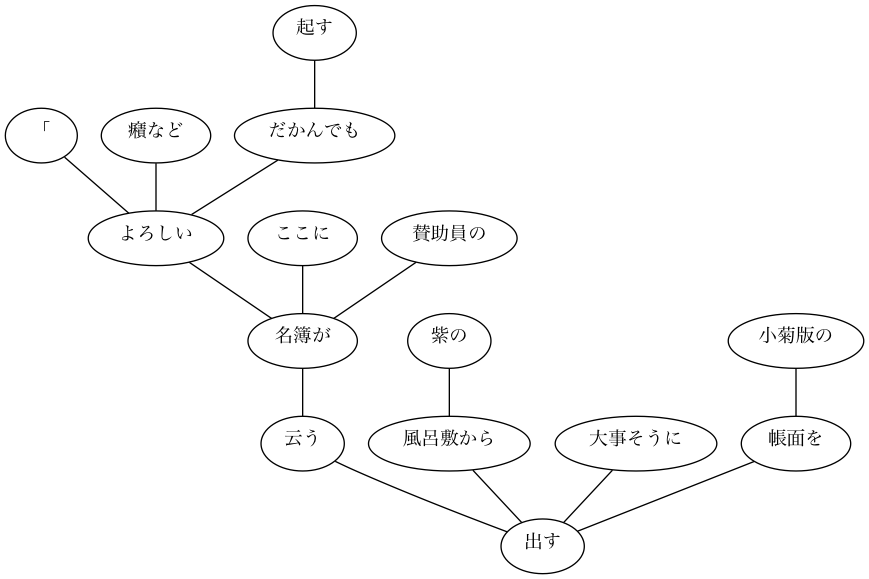 起す
「
癪など
だかんでも
よろしい
ここに
賛助員の
名簿が
紫の
小菊版の
云う
風呂敷から
大事そうに
帳面を
出す